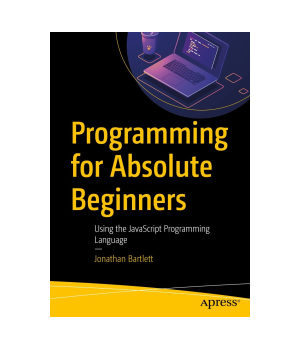 Programming
for Absolute
Beginners
Using the JavaScript Programming
Language
Jonathan Bartlett
Apress®